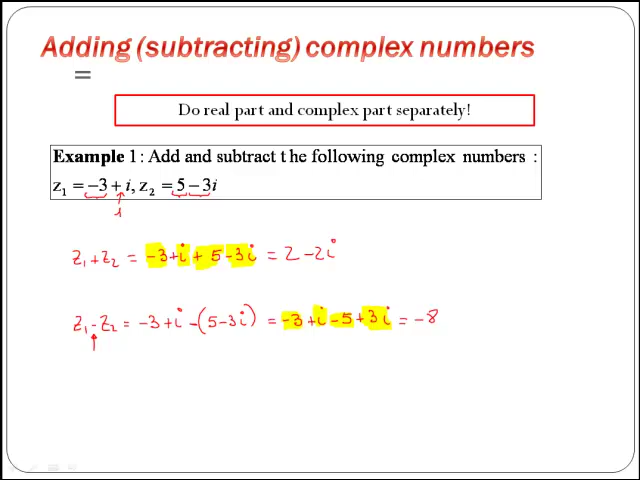 Adding (subtracting) complex numbers
=
Do real part and complex part separately!
Example 1: Add and subtract t he following complex numbers :
z₁ = −3 + i, z₂ = 5 − 3i
1
z₁ + z₂ = −3 + i + 5 − 3i = 2 − 2i
z₁ − z₂ = −3 + i − (5 − 3i) = −3 + i − 5 + 3i = −8